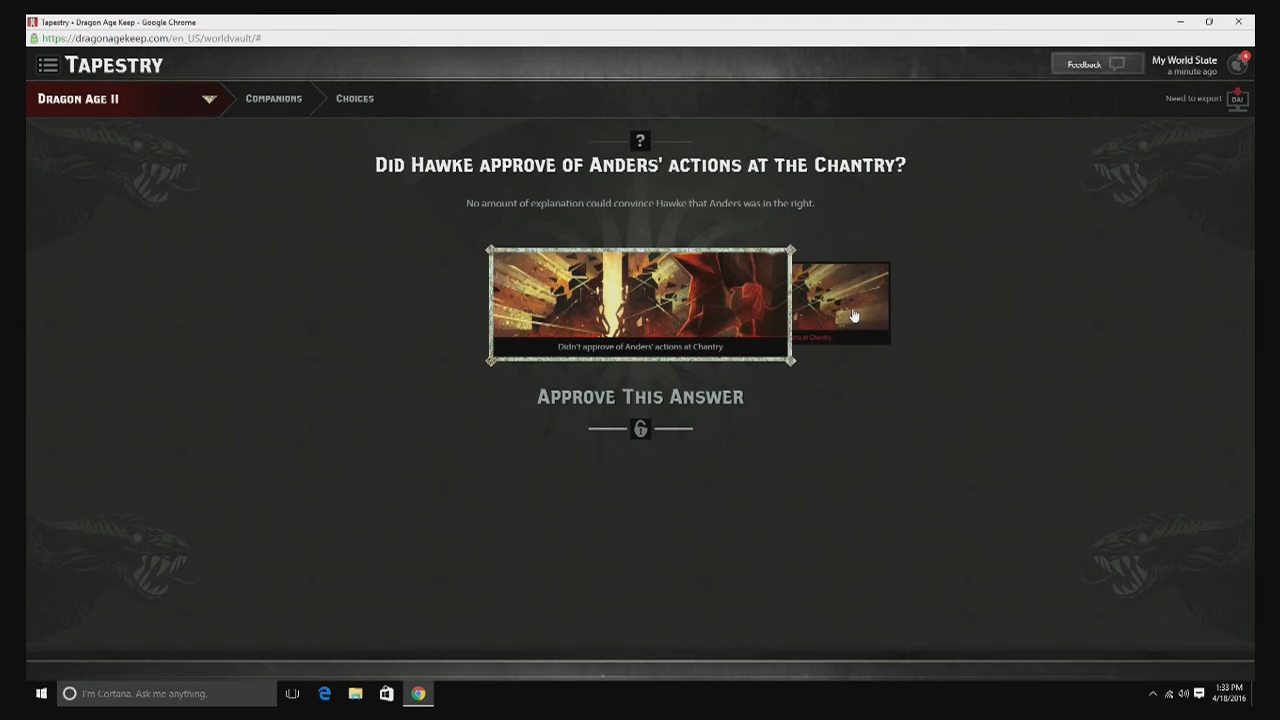 Tapestry • Dragon Age Keep - Google Chrome
https://dragonagekeep.com/en_US/worldvault/#
TAPESTRY
Feedback
My World State
a minute ago
4
DRAGON AGE II
COMPANIONS
CHOICES
Need to export
DAI
?
DID HAWKE APPROVE OF ANDERS' ACTIONS AT THE CHANTRY?
No amount of explanation could convince Hawke that Anders was in the right.
Didn't approve of Anders' actions at Chantry
at Chantry
APPROVE THIS ANSWER
I'm Cortana. Ask me anything.
1:33 PM
4/18/2016